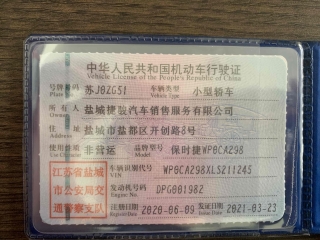 中华人民共和国机动车行驶证
Vehicle License of the People's Republic of China
号牌号码 苏J0ZG51 车辆类型 小型轿车
Plate No. Vehicle Type
所有人 盐城捷骏汽车销售服务有限公司
Owner
住址 盐城市盐都区开创路8号
Address
使用性质 非营运 品牌型号 保时捷WP0CA298
Use Character Model
江苏省盐城市公安局交通警察支队
车辆识别代号 WP0CA298XLS211245
VIN
发动机号码 DPG001982
Engine No.
注册日期 2020-06-09 发证日期 2021-03-23
Register Date Issue Date